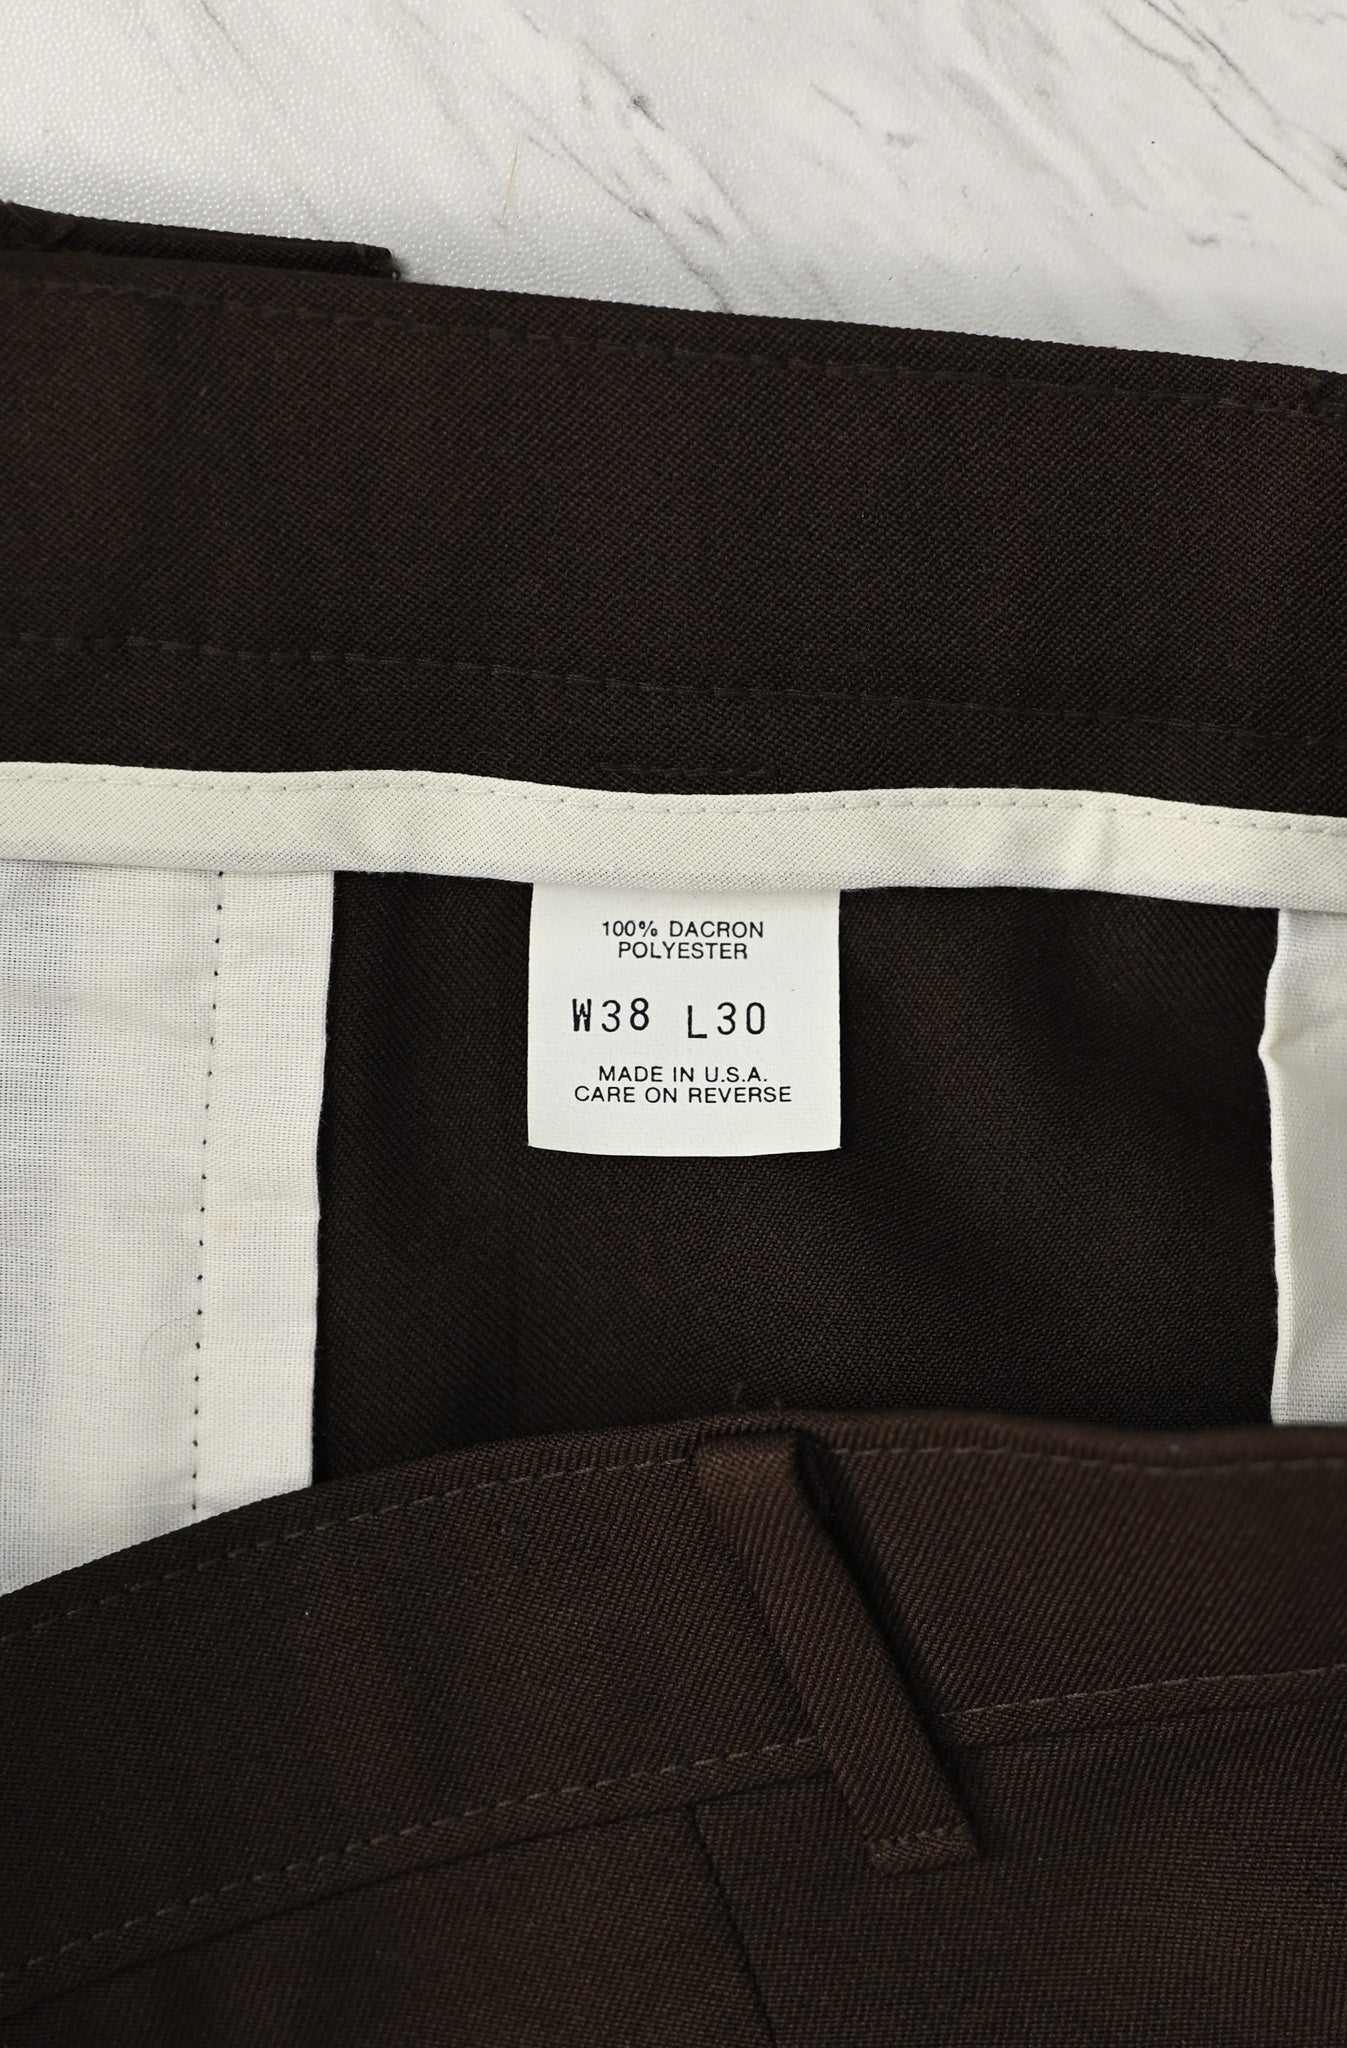 100% DACRON
POLYESTER
W38 L30
MADE IN U.S.A.
CARE ON REVERSE